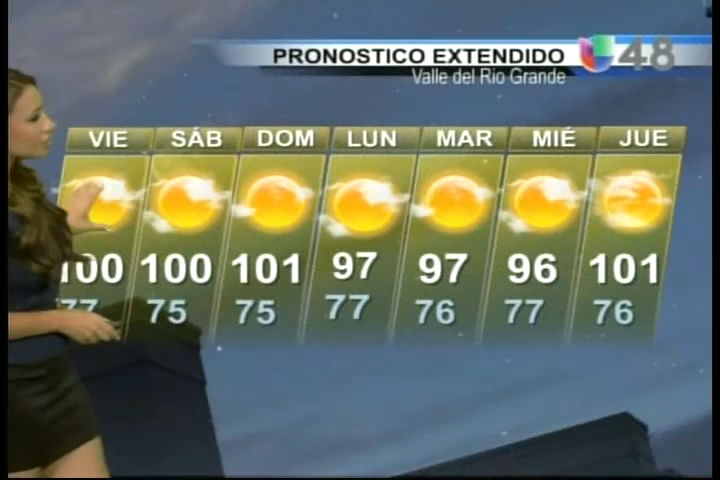 PRONOSTICO EXTENDIDO 48
Valle del Rio Grande
VIE SÁB DOM LUN MAR MIÉ JUE
100 100 101 97 97 96 101
77 75 75 77 76 77 76